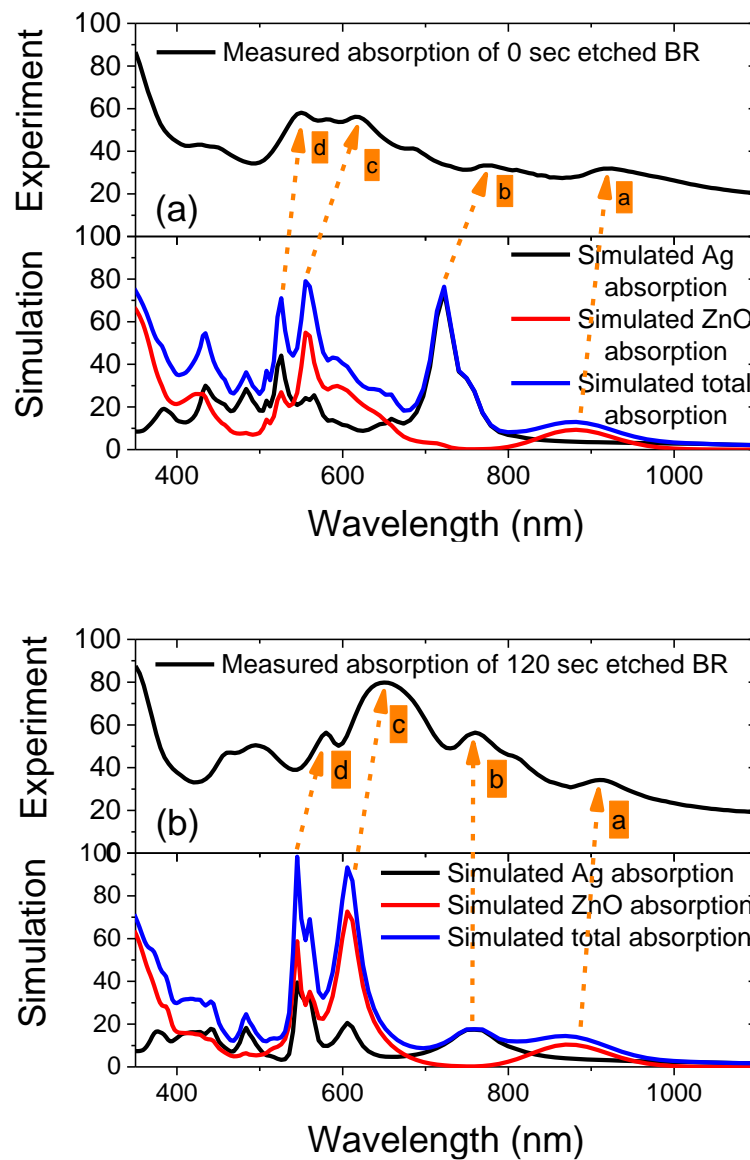 100
Measured absorption of 0 sec etched BR
80
60
40
20
Experiment
d
c
b
a
(a)
100
0
Simulated Ag
absorption
Simulated ZnO
absorption
Simulated total
absorption
80
60
40
20
0
Simulation
400 600 800 1000
Wavelength (nm)
100
Measured absorption of 120 sec etched BR
80
60
40
20
Experiment
c
d
b
a
(b)
100
0
Simulated Ag absorption
Simulated ZnO absorption
Simulated total absorption
80
60
40
20
0
Simulation
400 600 800 1000
Wavelength (nm)